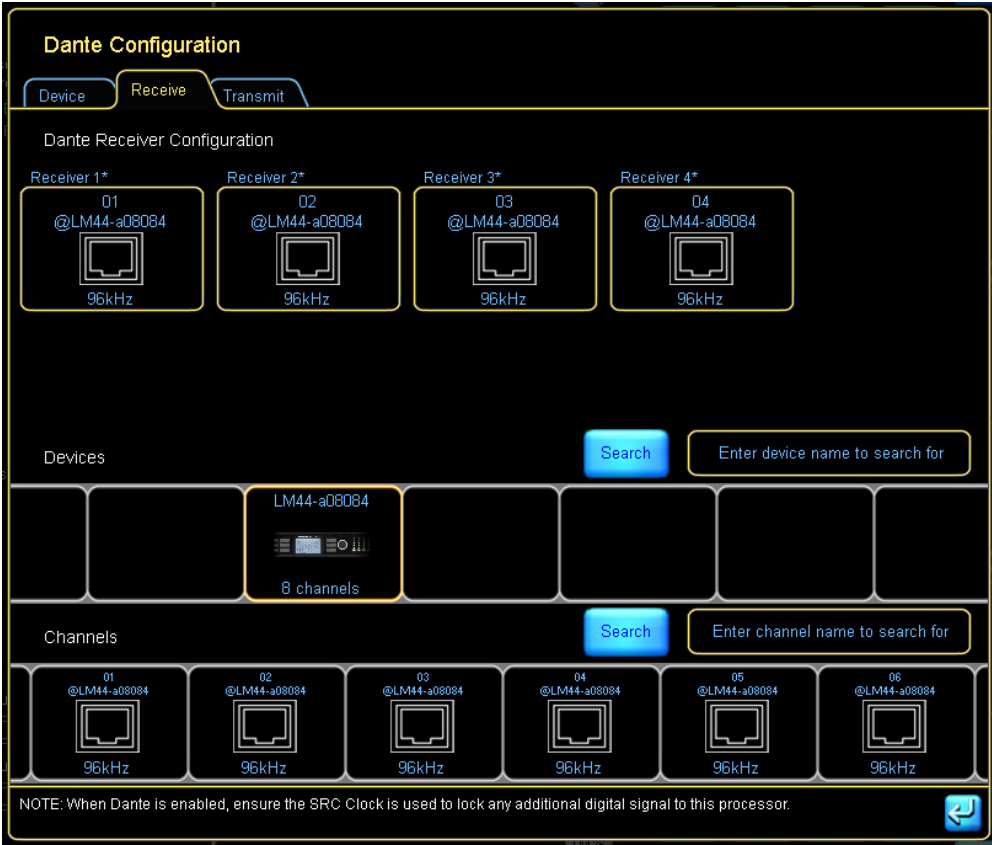 Dante Configuration
Device Receive Transmit
Dante Receiver Configuration
Receiver 1* Receiver 2* Receiver 3* Receiver 4*
01 02 03 04
@LM44-a08084 @LM44-a08084 @LM44-a08084 @LM44-a08084
96kHz 96kHz 96kHz 96kHz
Devices Search Enter device name to search for
LM44-a08084
8 channels
Channels Search Enter channel name to search for
01 02 03 04 05 06
@LM44-a08084 @LM44-a08084 @LM44-a08084 @LM44-a08084 @LM44-a08084 @LM44-a08084
96kHz 96kHz 96kHz 96kHz 96kHz 96kHz
NOTE: When Dante is enabled, ensure the SRC Clock is used to lock any additional digital signal to this processor.